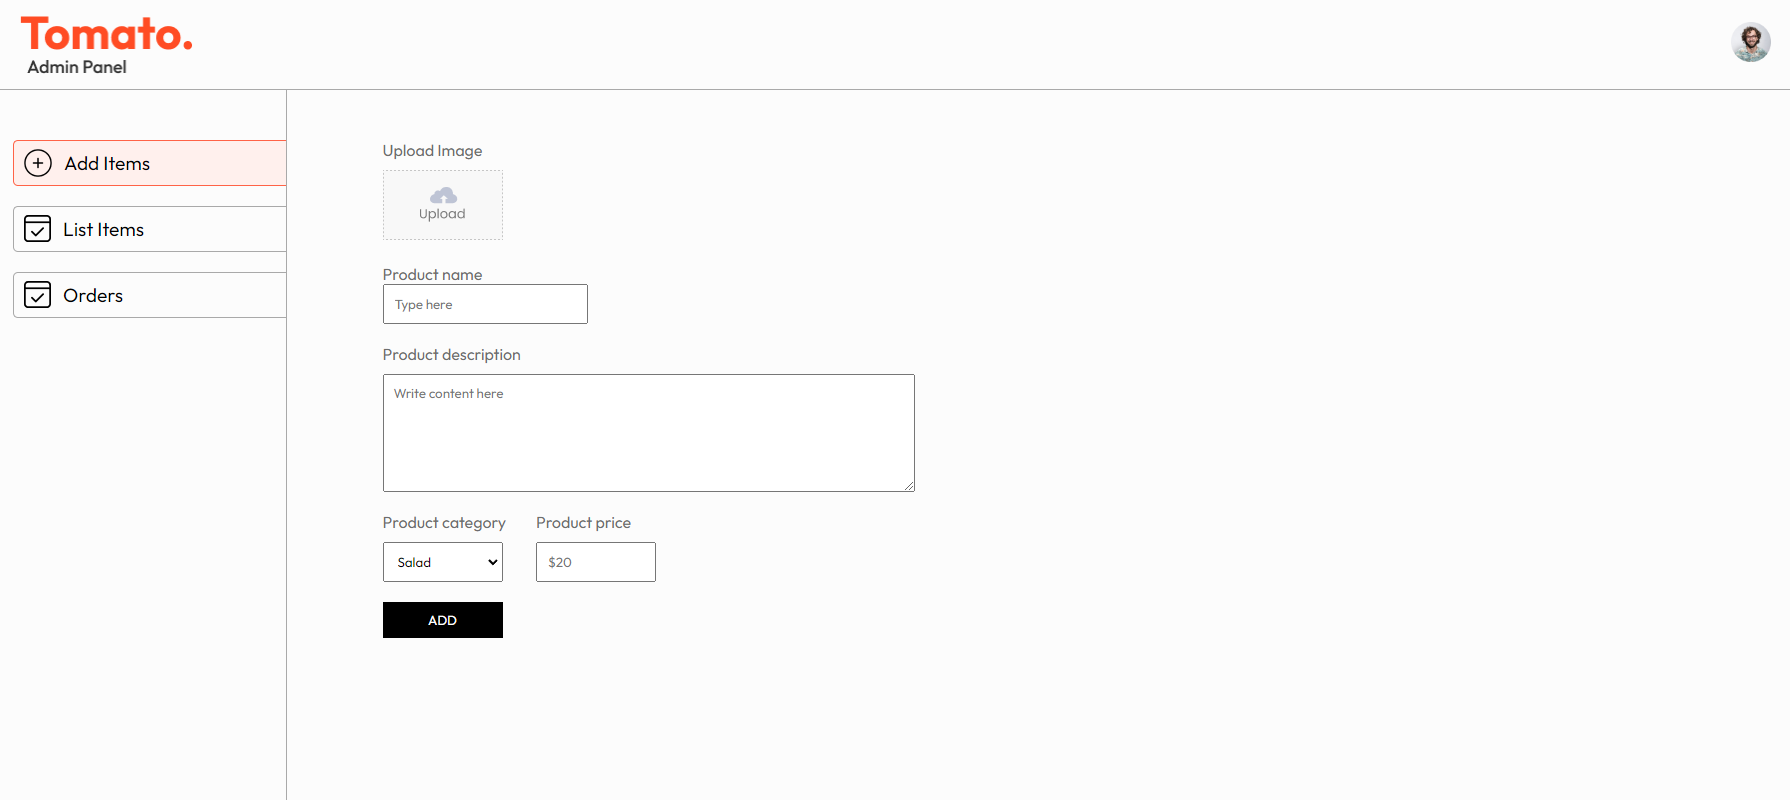 Tomato.
Admin Panel
Add Items
List Items
Orders
Upload Image
Upload
Product name
Type here
Product description
Write content here
Product category
Product price
Salad
$20
ADD